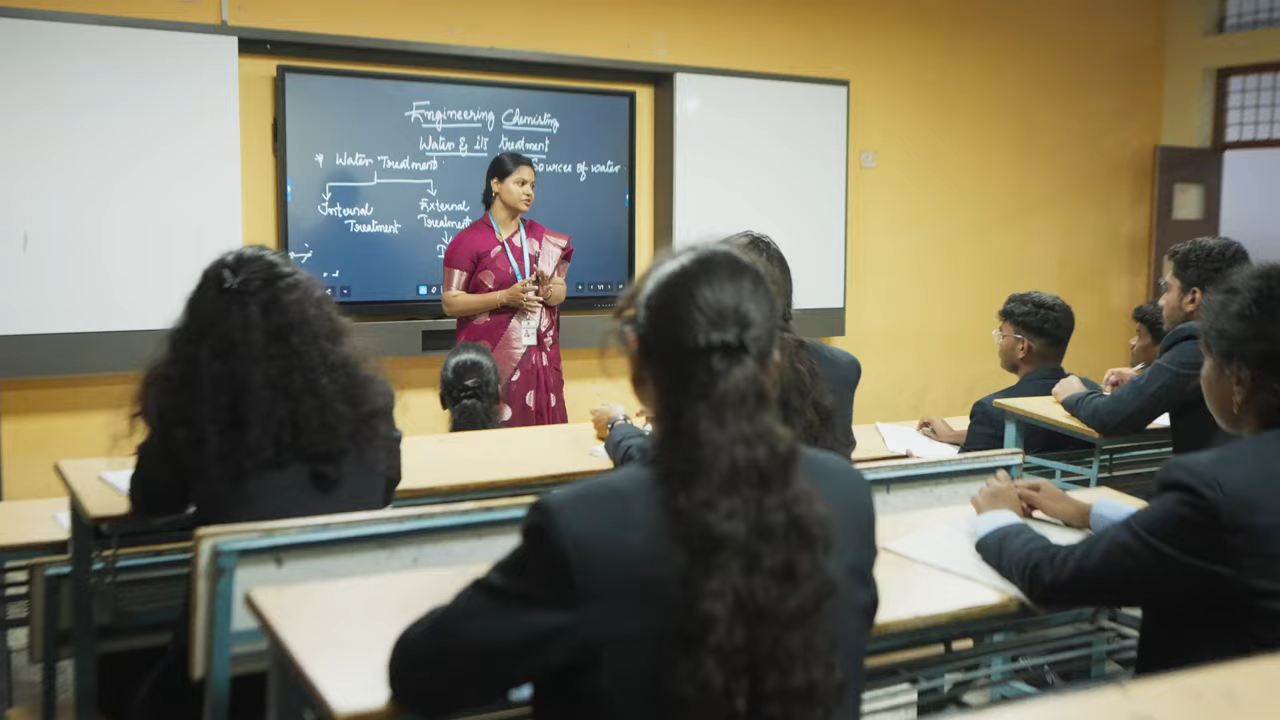 Engineering Chemistry
Water & Its treatment
* Water Treatment
Sources of water
Internal Treatment
External Treatment